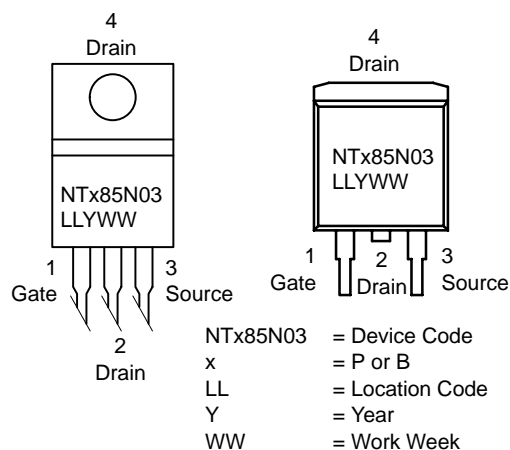 4
Drain
NTx85N03
LLYWW
1
Gate
3
Source
2
Drain
4
Drain
NTx85N03
LLYWW
1
Gate
2
Drain
3
Source
NTx85N03 = Device Code
x = P or B
LL = Location Code
Y = Year
WW = Work Week